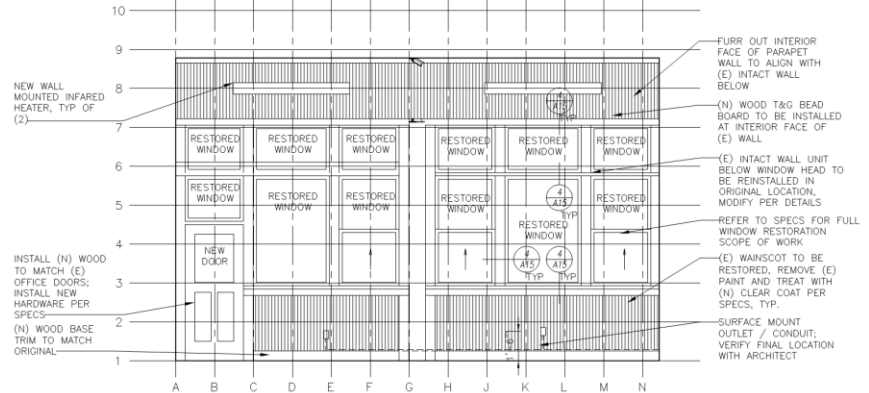 10
9
8
7
6
5
4
3
2
1
NEW WALL
MOUNTED INFARED
HEATER, TYP OF
(2)
INSTALL (N) WOOD
TO MATCH (E)
OFFICE DOORS;
INSTALL NEW
HARDWARE PER
SPECS
(N) WOOD BASE
TRIM TO MATCH
ORIGINAL
RESTORED
WINDOW
RESTORED
WINDOW
RESTORED
WINDOW
RESTORED
WINDOW
RESTORED
WINDOW
RESTORED
WINDOW
RESTORED
WINDOW
RESTORED
WINDOW
RESTORED
WINDOW
RESTORED
WINDOW
RESTORED
WINDOW
RESTORED
WINDOW
NEW
DOOR
4
A15
TYP
4
A15
TYP
4
A15
TYP
4
A15
TYP
1'-6"
FURR OUT INTERIOR
FACE OF PARAPET
WALL TO ALIGN WITH
(E) INTACT WALL
BELOW
(N) WOOD T&G BEAD
BOARD TO BE INSTALLED
AT INTERIOR FACE OF
(E) WALL
(E) INTACT WALL UNIT
BELOW WINDOW HEAD TO
BE REINSTALLED IN
ORIGINAL LOCATION,
MODIFY PER DETAILS
REFER TO SPECS FOR FULL
WINDOW RESTORATION
SCOPE OF WORK
(E) WAINSCOT TO BE
RESTORED, REMOVE (E)
PAINT AND TREAT WITH
(N) CLEAR COAT PER
SPECS, TYP.
SURFACE MOUNT
OUTLET / CONDUIT;
VERIFY FINAL LOCATION
WITH ARCHITECT
A B C D E F G H J K L M N